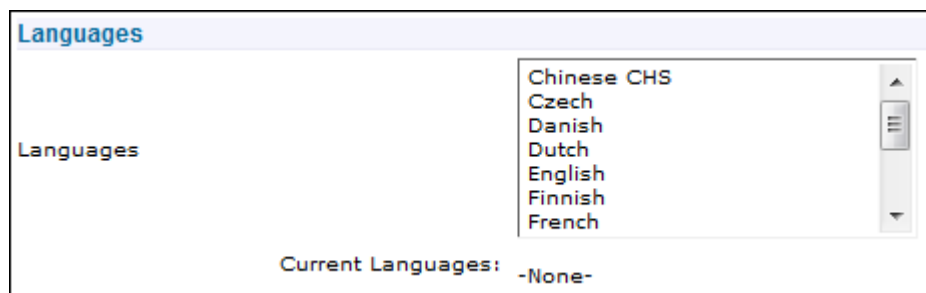 Languages
Languages
Chinese CHS
Czech
Danish
Dutch
English
Finnish
French
Current Languages: -None-